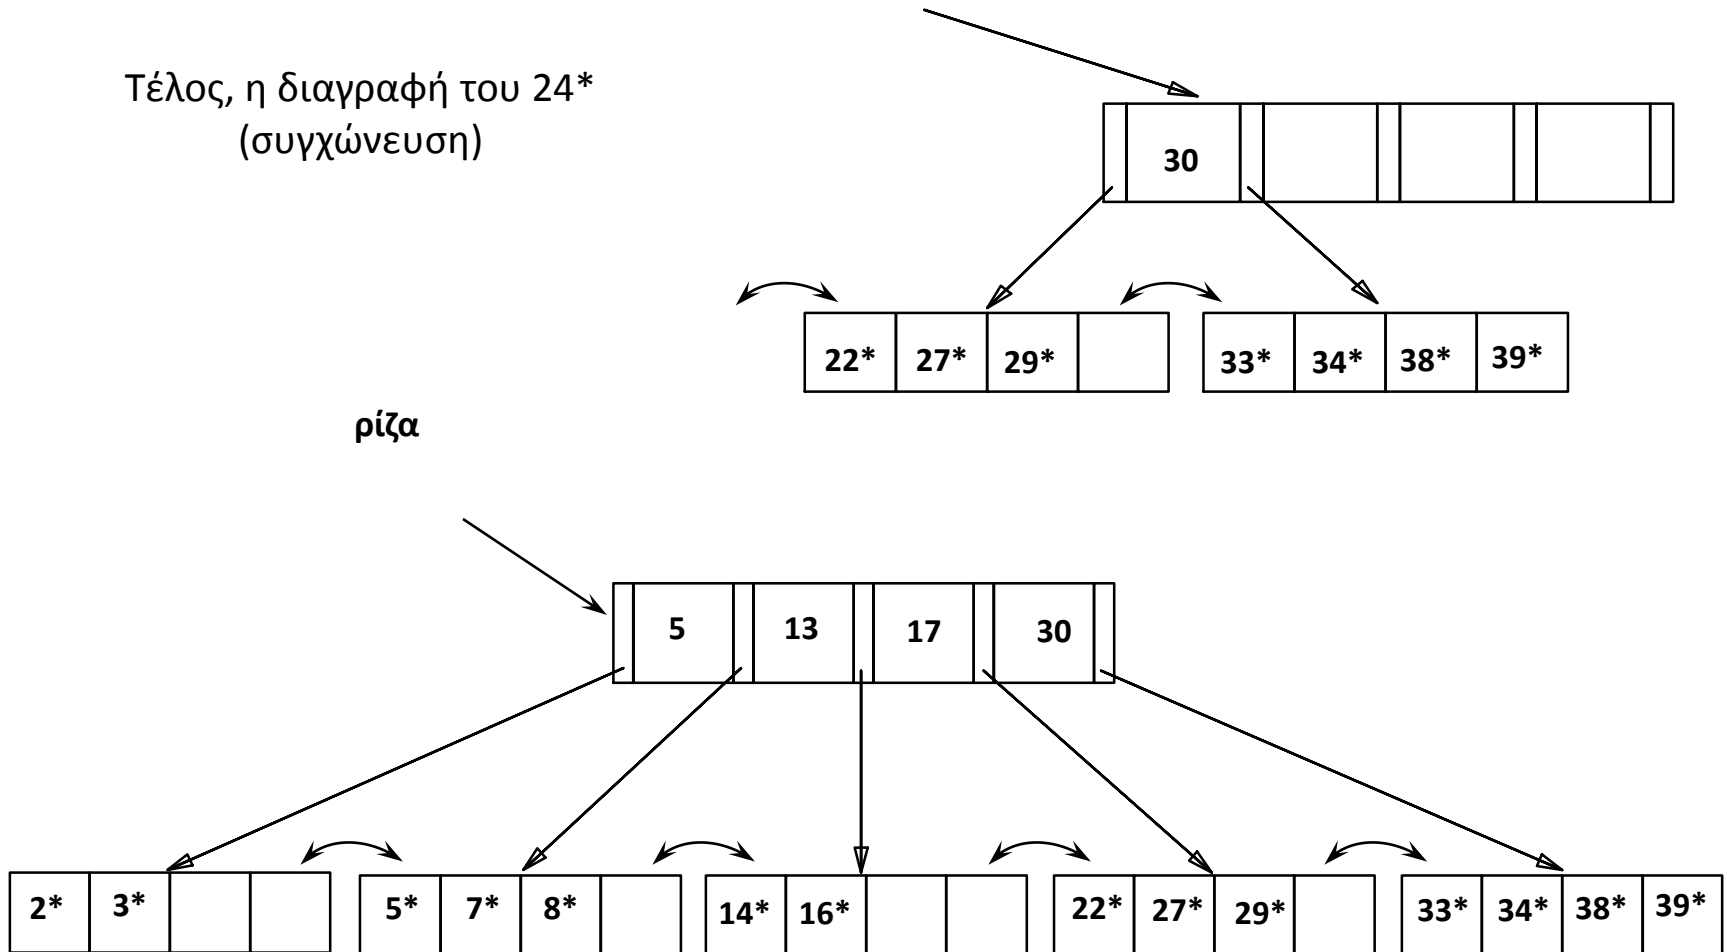 Τέλος, η διαγραφή του 24*
(συγχώνευση)
30
22* 27* 29* 33* 34* 38* 39*
ρίζα
5 13 17 30
2* 3* 5* 7* 8* 14* 16* 22* 27* 29* 33* 34* 38* 39*